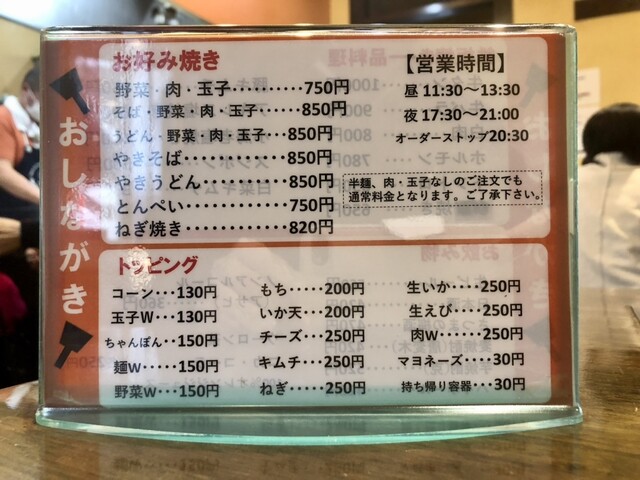 おしながき
お好み焼き
野菜・肉・玉子………750円
そば・野菜・肉・玉子…850円
うどん・野菜・肉・玉子…850円
やきそば…………850円
やきうどん………850円
とんぺい…………750円
ねぎ焼き…………820円
【営業時間】
昼 11:30〜13:30
夜 17:30〜21:00
オーダーストップ20:30
半麺、肉・玉子なしのご注文でも
通常料金となります。ご了承下さい。
トッピング
コーン…130円
玉子W…130円
ちゃんぽん…150円
麺W……150円
野菜W…150円
もち……200円
いか天…200円
チーズ…250円
キムチ…250円
ねぎ……250円
生いか…250円
生えび…250円
肉W……250円
マヨネーズ…30円
持ち帰り容器…30円